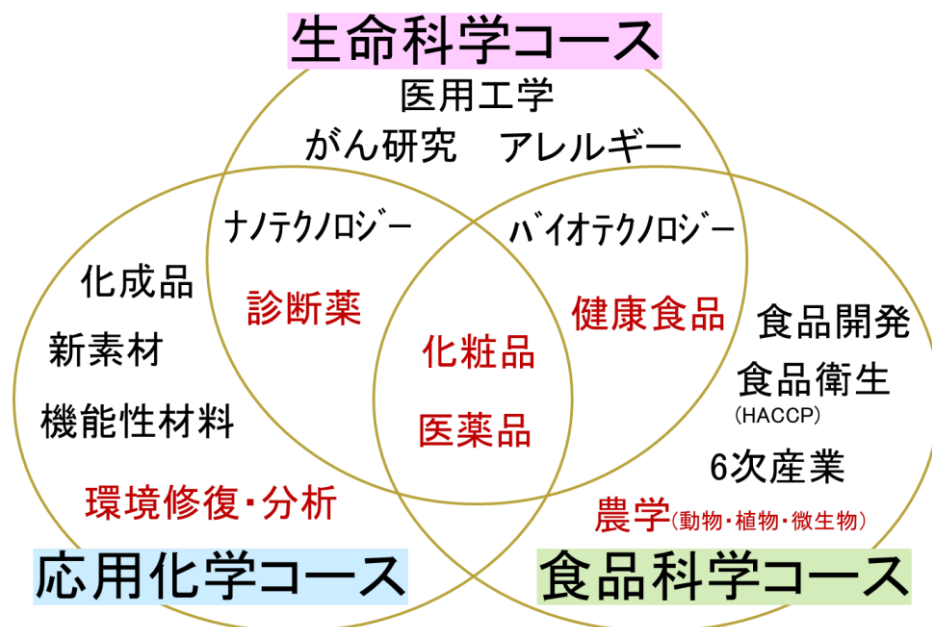 生命科学コース
医用工学
がん研究　アレルギー
ナノテクノロジー
バイオテクノロジー
化成品
診断薬
健康食品
食品開発
新素材
化粧品
食品衛生
(HACCP)
機能性材料
医薬品
6次産業
環境修復・分析
農学(動物・植物・微生物)
応用化学コース
食品科学コース